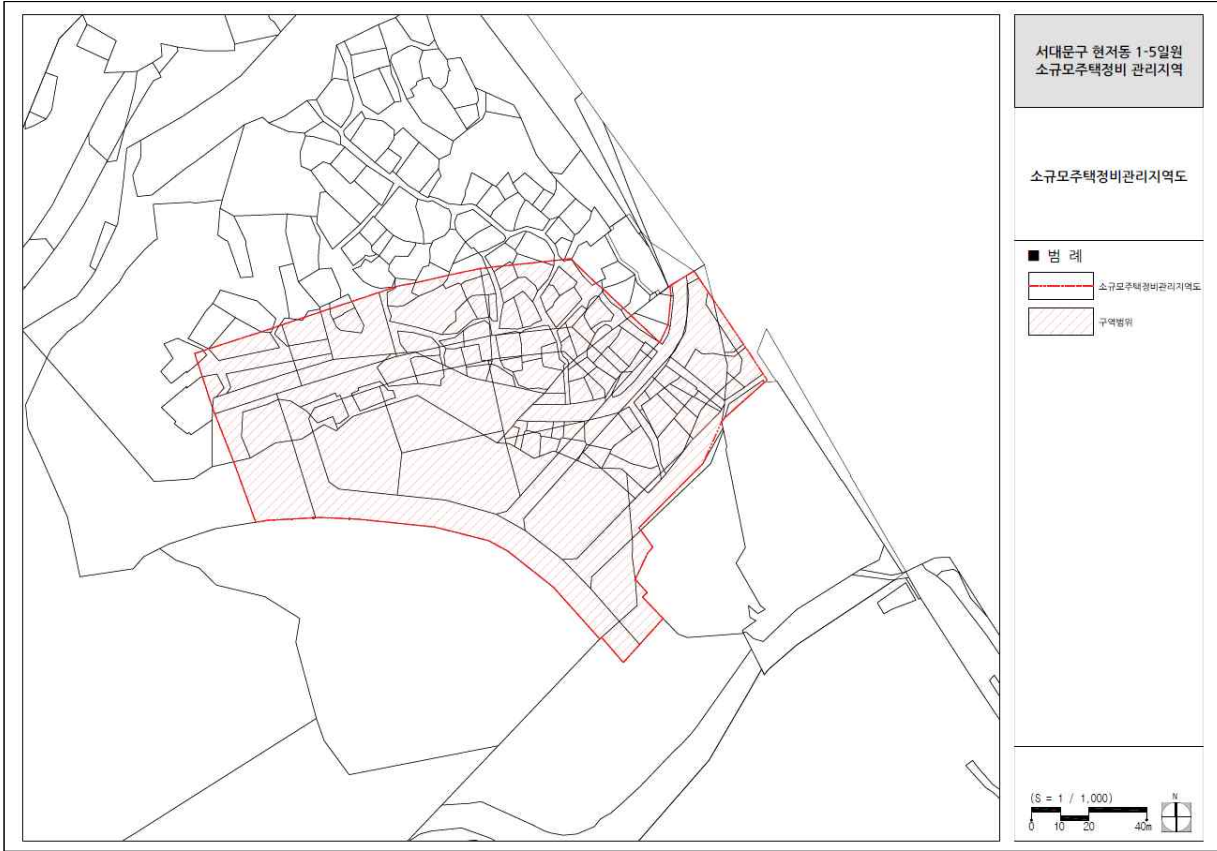 서대문구 현저동 1-5일원
소규모주택정비 관리지역
소규모주택정비관리지역도
■ 범 례
소규모주택정비관리지역도
구역범위
(S = 1 / 1,000)
N
0 10 20 40m